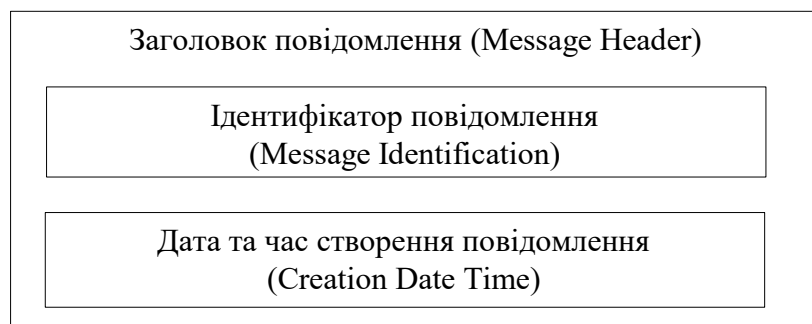 Заголовок повідомлення (Message Header)
Ідентифікатор повідомлення
(Message Identification)
Дата та час створення повідомлення
(Creation Date Time)